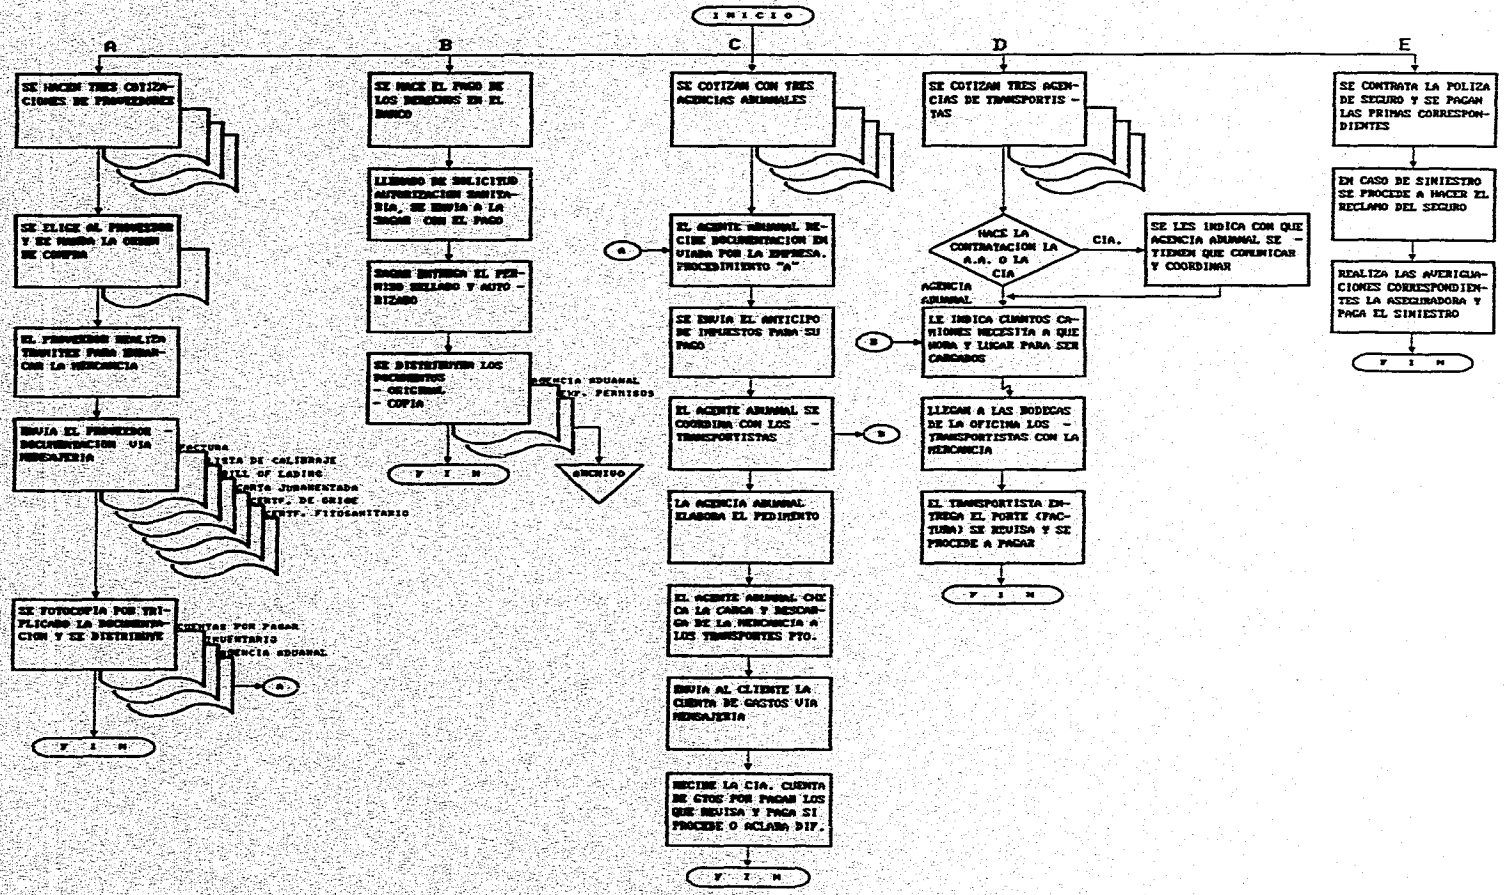 INICIO
A
B
C
D
E
SE HACEN TRES COTIZA-
CIONES DE PROVEEDORES
SE ELIGE AL PROVEEDOR
Y SE MANDA LA ORDEN
DE COMPRA
EL PROVEEDOR REALIZA
TRAMITES PARA EMBAR-
CAR LA MERCANCIA
ENVIA EL PROVEEDOR -
DOCUMENTACION VIA
MENSAJERIA
FACTURA
LISTA DE CALIBRAJE
BILL OF LADING
CARTA JURAMENTADA
CERTF. DE ORIGE
CERTF. FITOSANITARIO
SE FOTOCOPIA POR TRI-
PLICADO LA DOCUMENTA-
CION Y SE DISTRIBUYE
CUENTAS POR PAGAR
INVENTARIO
AGENCIA ADUANAL
A
F I N
SE HACE EL PAGO DE
LOS DERECHOS EN EL
BANCO
LLENADO DE SOLICITUD
AUTORIZACION SANITA-
RIA, SE ENVIA A LA
SAGAR CON EL PAGO
SAGAR ENTREGA EL PER-
MISO SELLADO Y AUTO -
RIZADO
SE DISTRIBUYEN LOS
DOCUMENTOS
- ORIGINAL
- COPIA
AGENCIA ADUANAL
PERMISOS
ARCHIVO
F I N
SE COTIZAN CON TRES
AGENCIAS ADUANALES
A
EL AGENTE ADUANAL RE-
CIBE DOCUMENTACION EN
VIADA POR LA EMPRESA.
PROCEDIMIENTO "A"
SE ENVIA EL ANTICIPO
DE IMPUESTOS PARA SU
PAGO
EL AGENTE ADUANAL SE
COORDINA CON LOS -
TRANSPORTISTAS
B
LA AGENCIA ADUANAL
ELABORA EL PEDIMENTO
EL AGENTE ADUANAL CHE
CA LA CARGA Y DESCAR-
GA DE LA MERCANCIA A
LOS TRANSPORTES PTO.
ENVIA AL CLIENTE LA
CUENTA DE GASTOS VIA
MENSAJERIA
RECIBE LA CIA. CUENTA
DE GTOS POR PAGAR LOS
QUE REVISA Y PAGA SI
PROCEDE O ACLARA DIF.
F I N
SE COTIZAN TRES AGEN-
CIAS DE TRANSPORTIS -
TAS
HACE LA
CONTRATACION LA
A.A. O LA
CIA
CIA.
SE LES INDICA CON QUE
AGENCIA ADUANAL SE -
TIENEN QUE COMUNICAR
Y COORDINAR
AGENCIA
ADUANAL
B
LE INDICA CUANTOS CA-
MIONES NECESITA A QUE
HORA Y LUGAR PARA SER
CARGADOS
LLEGAN A LAS BODEGAS
DE LA OFICINA LOS -
TRANSPORTISTAS CON LA
MERCANCIA
EL TRANSPORTISTA EN-
TREGA EL PORTE (FAC-
TURA) SE REVISA Y SE
PROCEDE A PAGAR
F I N
SE CONTRATA LA POLIZA
DE SEGURO Y SE PAGAN
LAS PRIMAS CORRESPON-
DIENTES
EN CASO DE SINIESTRO
SE PROCEDE A HACER EL
RECLAMO DEL SEGURO
REALIZA LAS AVERIGUA-
CIONES CORRESPONDIEN-
TES LA ASEGURADORA Y
PAGA EL SINIESTRO
F I N